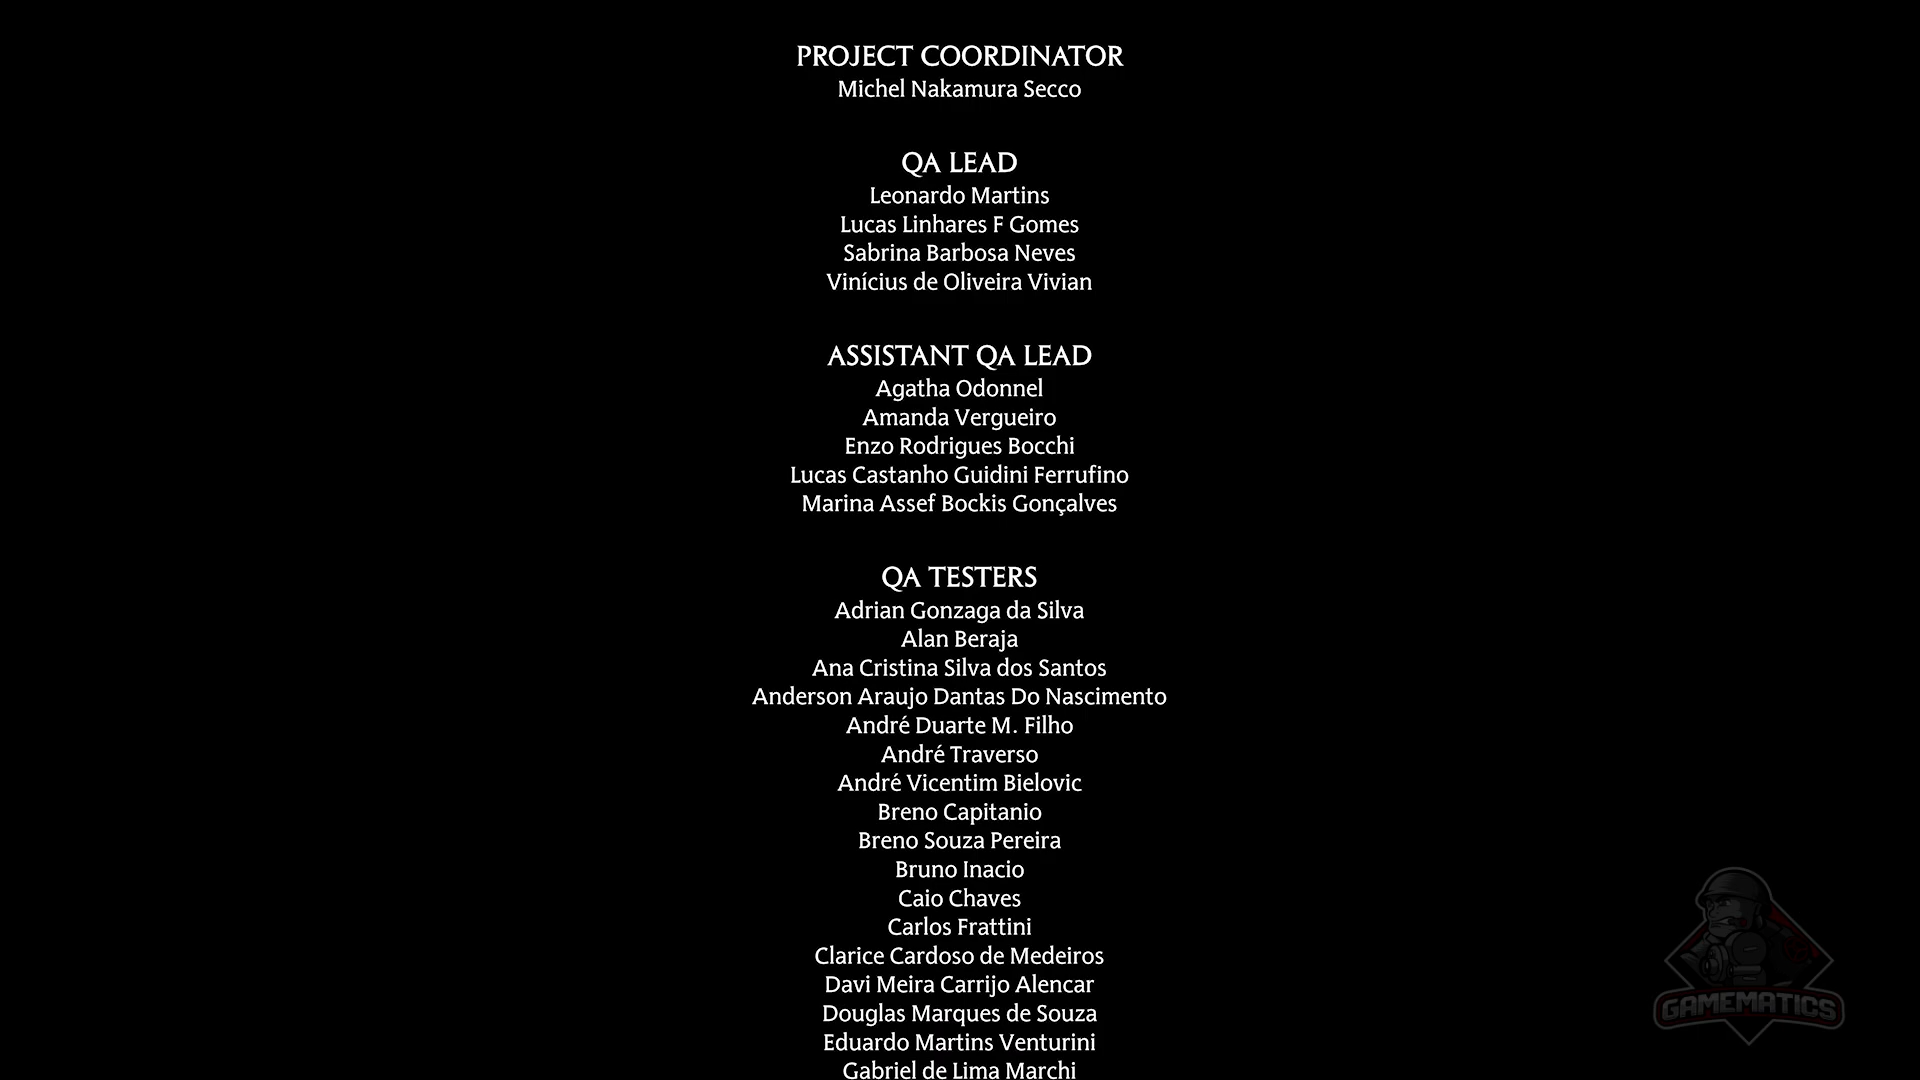 PROJECT COORDINATOR
Michel Nakamura Secco
QA LEAD
Leonardo Martins
Lucas Linhares F Gomes
Sabrina Barbosa Neves
Vinícius de Oliveira Vivian
ASSISTANT QA LEAD
Agatha Odonnel
Amanda Vergueiro
Enzo Rodrigues Bocchi
Lucas Castanho Guidini Ferrufino
Marina Assef Bockis Gonçalves
QA TESTERS
Adrian Gonzaga da Silva
Alan Beraja
Ana Cristina Silva dos Santos
Anderson Araujo Dantas Do Nascimento
André Duarte M. Filho
André Traverso
André Vicentim Bielovic
Breno Capitanio
Breno Souza Pereira
Bruno Inacio
Caio Chaves
Carlos Frattini
Clarice Cardoso de Medeiros
Davi Meira Carrijo Alencar
Douglas Marques de Souza
Eduardo Martins Venturini
Gabriel de Lima Marchi
GAMEMATICS